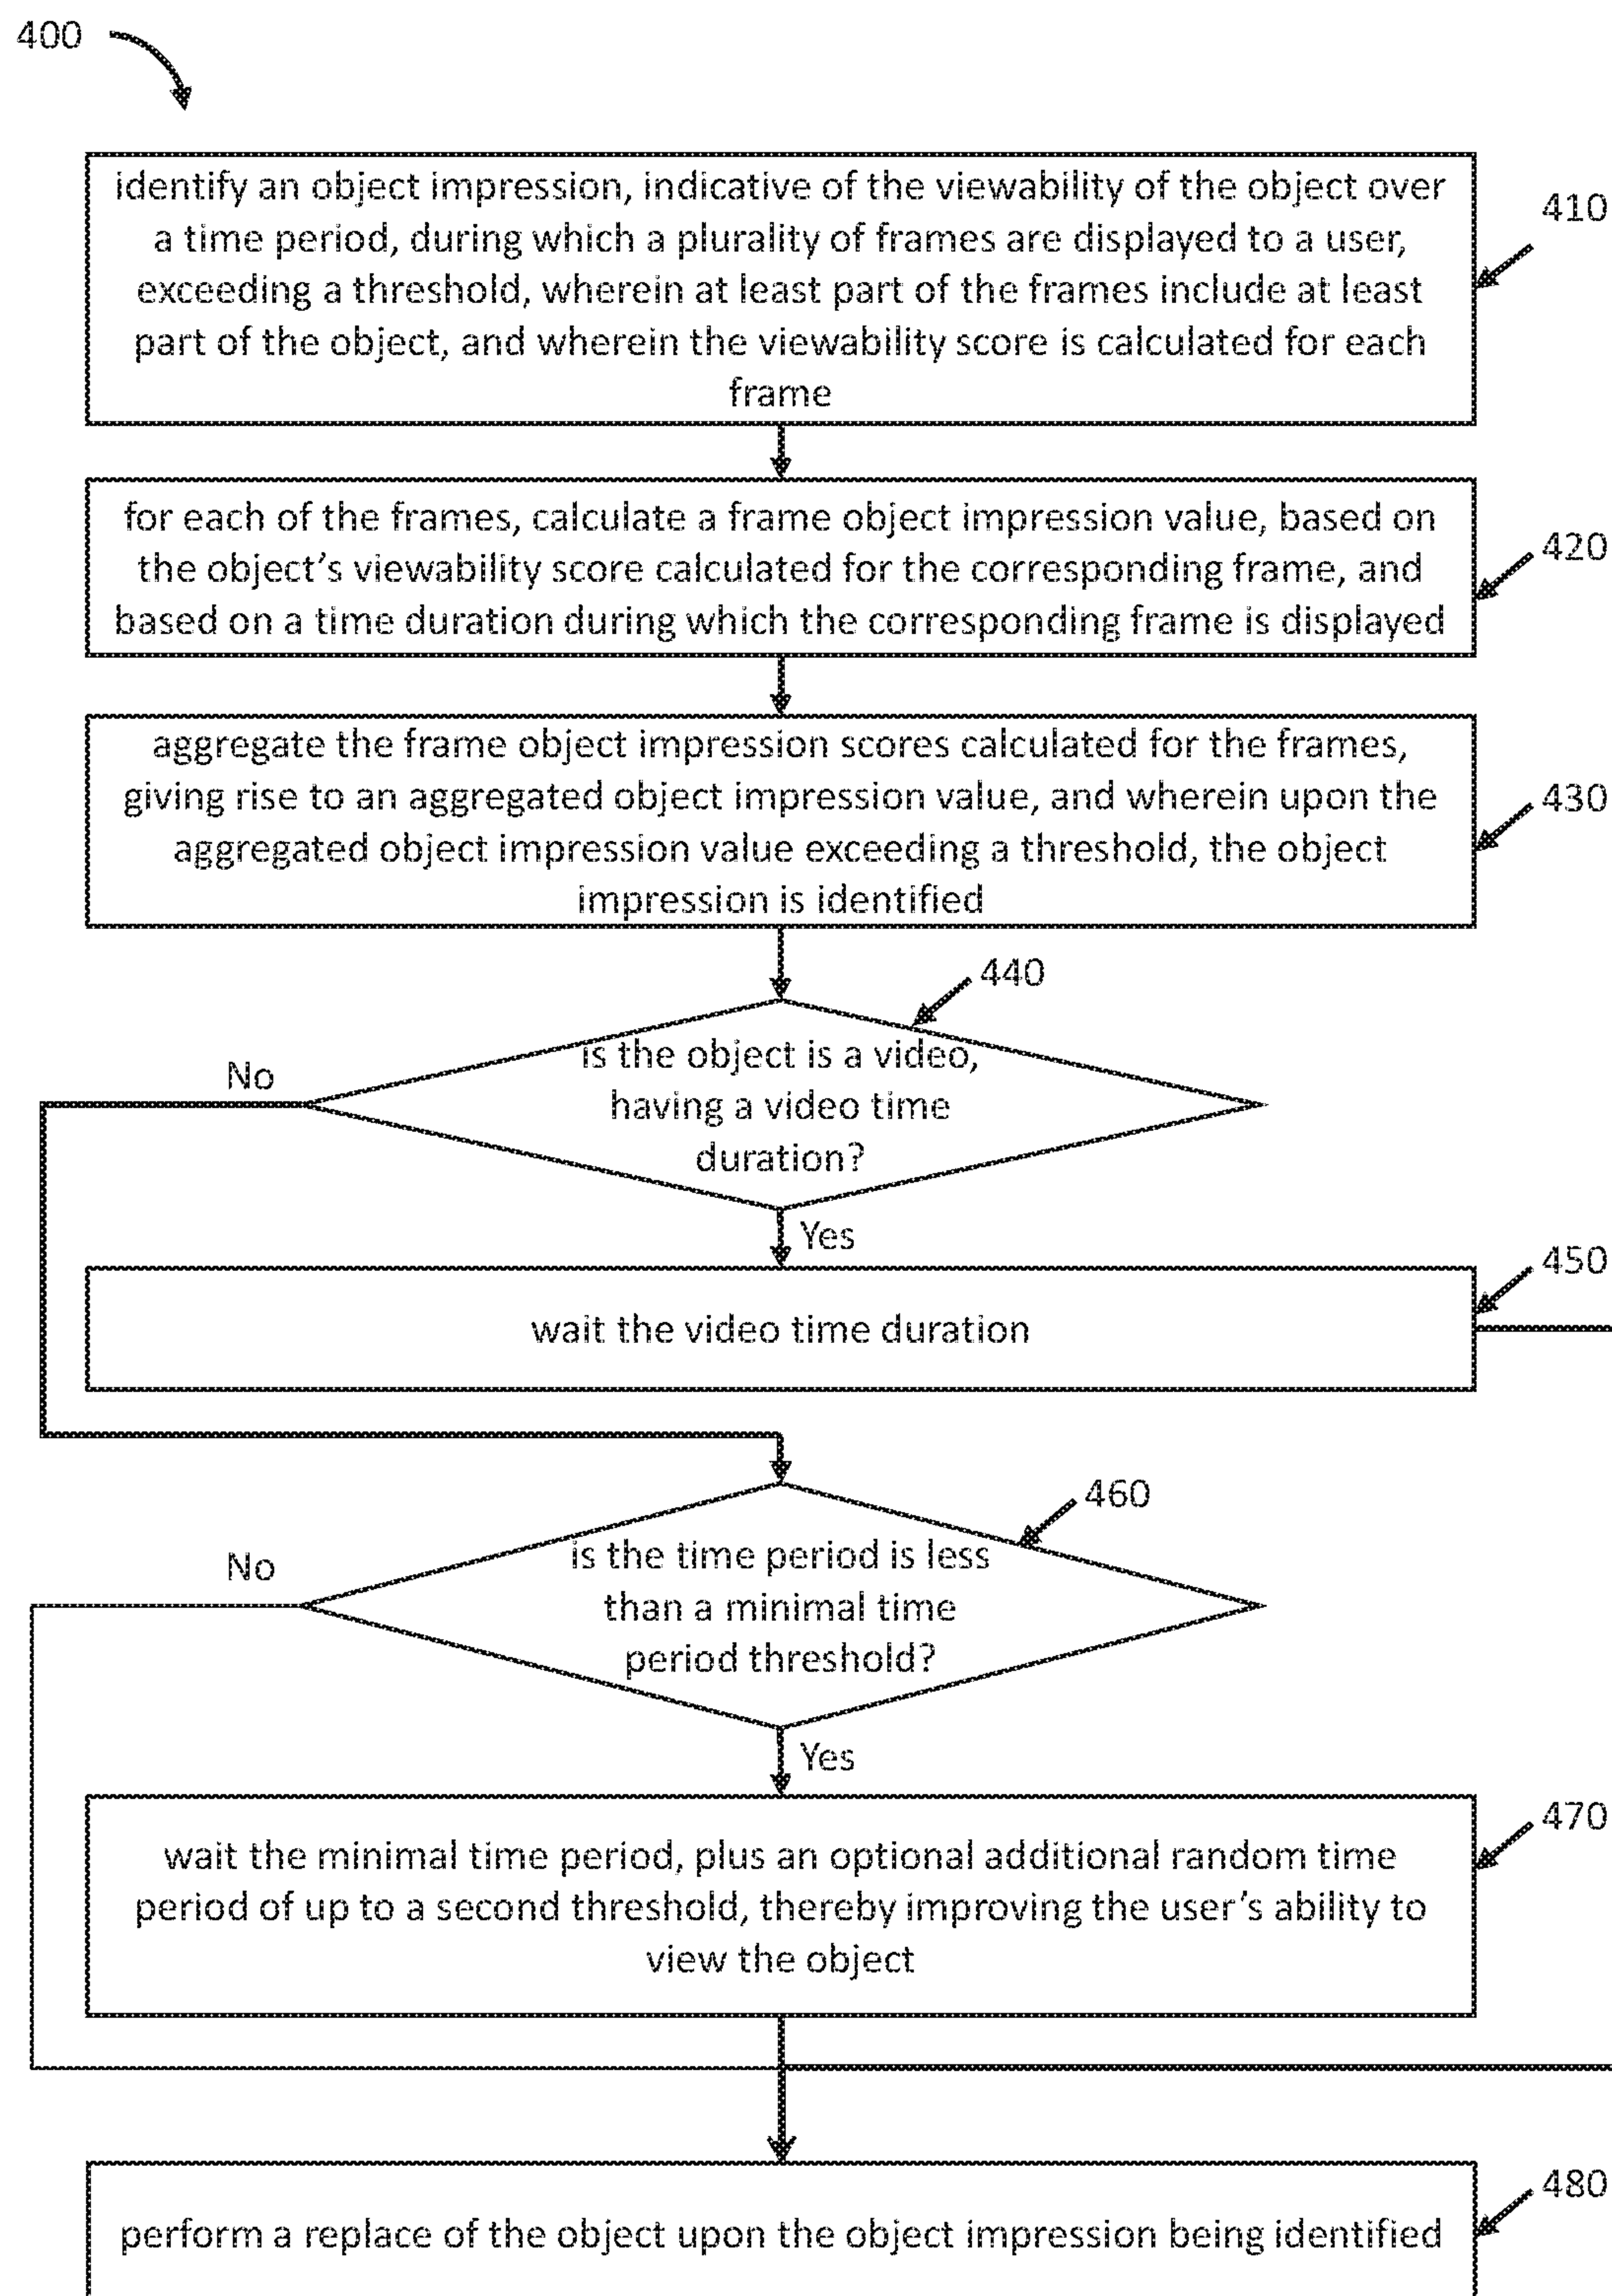 400
identify an object impression, indicative of the viewability of the object over
a time period, during which a plurality of frames are displayed to a user,
exceeding a threshold, wherein at least part of the frames include at least
part of the object, and wherein the viewability score is calculated for each
frame
410
for each of the frames, calculate a frame object impression value, based on
the object's viewability score calculated for the corresponding frame, and
based on a time duration during which the corresponding frame is displayed
420
aggregate the frame object impression scores calculated for the frames,
giving rise to an aggregated object impression value, and wherein upon the
aggregated object impression value exceeding a threshold, the object
impression is identified
430
440
is the object is a video,
having a video time
duration?
No
Yes
450
wait the video time duration
460
is the time period is less
than a minimal time
period threshold?
No
Yes
470
wait the minimal time period, plus an optional additional random time
period of up to a second threshold, thereby improving the user's ability to
view the object
480
perform a replace of the object upon the object impression being identified